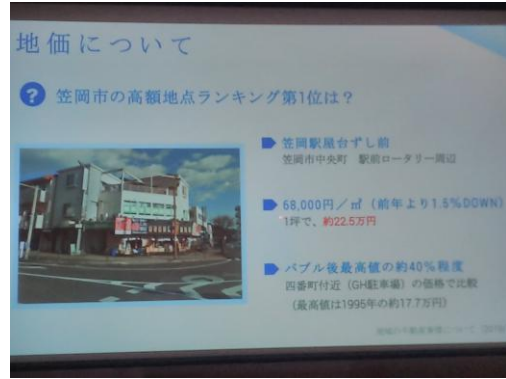 地価について
? 笠岡市の高額地点ランキング第1位は？
笠岡駅屋台ずし前
笠岡市中央町 駅前ロータリー周辺
68,000円／㎡（前年より1.5%DOWN）
1坪で、約22.5万円
バブル後最高値の約40％程度
四番町付近（GH駐車場）の価格で比較
（最高値は1995年の約17.7万円）